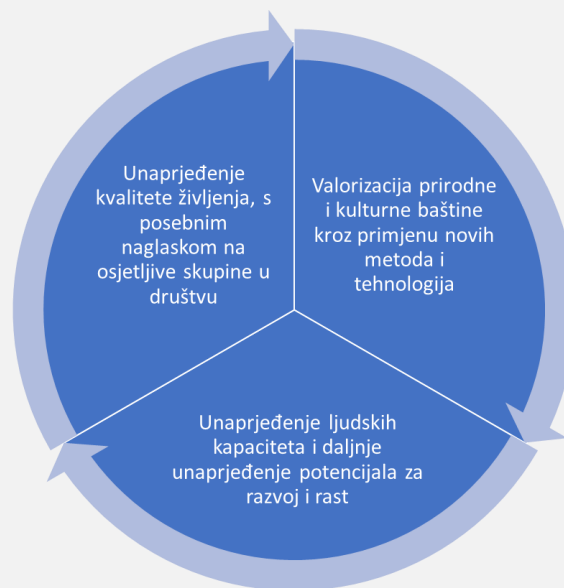 Unaprjeđenje
kvalitete življenja, s
posebnim
naglaskom na
osjetljive skupine u
društvu
Valorizacija prirodne
i kulturne baštine
kroz primjenu novih
metoda i
tehnologija
Unaprjeđenje ljudskih
kapaciteta i daljnje
unaprjeđenje potencijala za
razvoj i rast